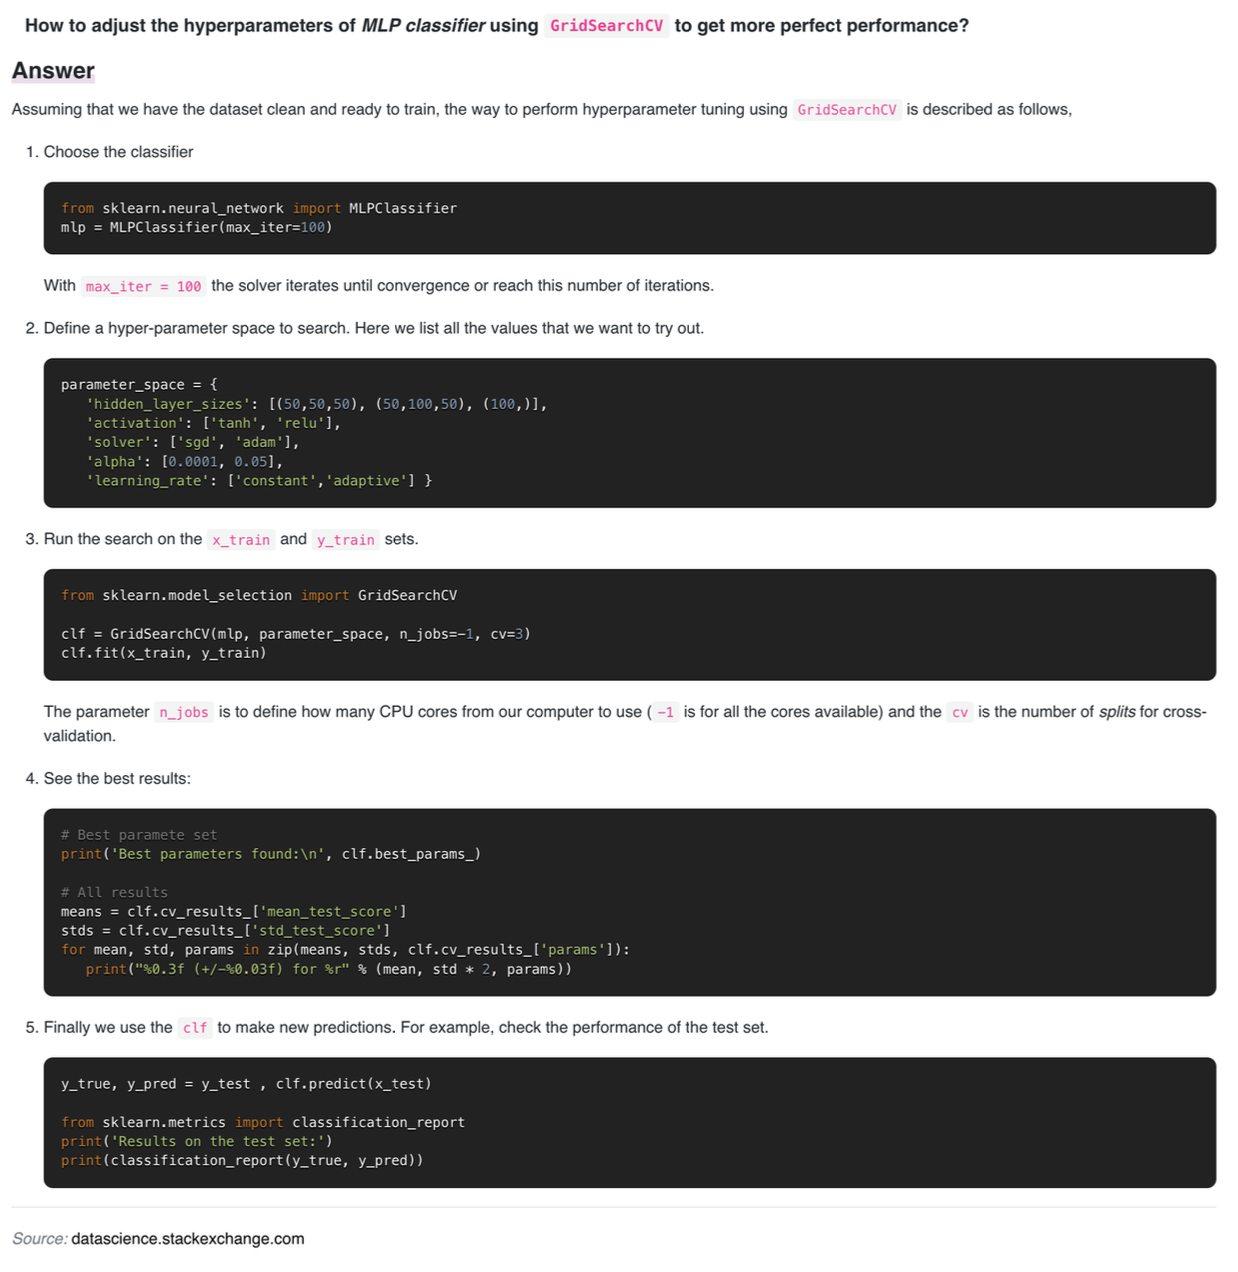 How to adjust the hyperparameters of MLP classifier using GridSearchCV to get more perfect performance?
Answer
Assuming that we have the dataset clean and ready to train, the way to perform hyperparameter tuning using GridSearchCV is described as follows,
1. Choose the classifier
from sklearn.neural_network import MLPClassifier
mlp = MLPClassifier(max_iter=100)
With max_iter = 100 the solver iterates until convergence or reach this number of iterations.
2. Define a hyper-parameter space to search. Here we list all the values that we want to try out.
parameter_space = {
'hidden_layer_sizes': [(50,50,50), (50,100,50), (100,)],
'activation': ['tanh', 'relu'],
'solver': ['sgd', 'adam'],
'alpha': [0.0001, 0.05],
'learning_rate': ['constant','adaptive'] }
3. Run the search on the x_train and y_train sets.
from sklearn.model_selection import GridSearchCV
clf = GridSearchCV(mlp, parameter_space, n_jobs=-1, cv=3)
clf.fit(x_train, y_train)
The parameter n_jobs is to define how many CPU cores from our computer to use ( -1 is for all the cores available) and the cv is the number of splits for cross-
validation.
4. See the best results:
# Best paramete set
print('Best parameters found:\n', clf.best_params_)
# All results
means = clf.cv_results_['mean_test_score']
stds = clf.cv_results_['std_test_score']
for mean, std, params in zip(means, stds, clf.cv_results_['params']):
print("%0.3f (+/-%0.03f) for %r" % (mean, std * 2, params))
5. Finally we use the clf to make new predictions. For example, check the performance of the test set.
y_true, y_pred = y_test , clf.predict(x_test)
from sklearn.metrics import classification_report
print('Results on the test set:')
print(classification_report(y_true, y_pred))
Source: datascience.stackexchange.com